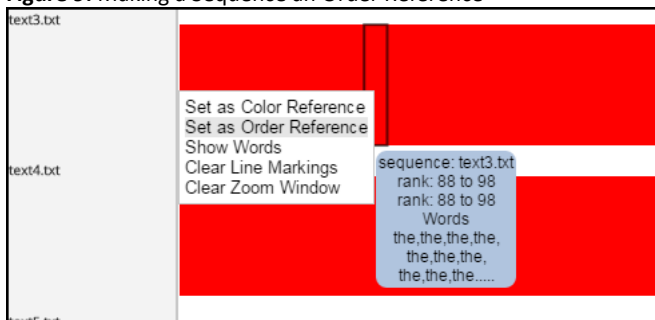 Figure 9: Making a Sequence an Order Reference
text3.txt
Set as Color Reference
Set as Order Reference
Show Words
Clear Line Markings
Clear Zoom Window
text4.txt
sequence: text3.txt
rank: 88 to 98
rank: 88 to 98
Words
the,the,the,the,
the,the,the,
the,the,the.....